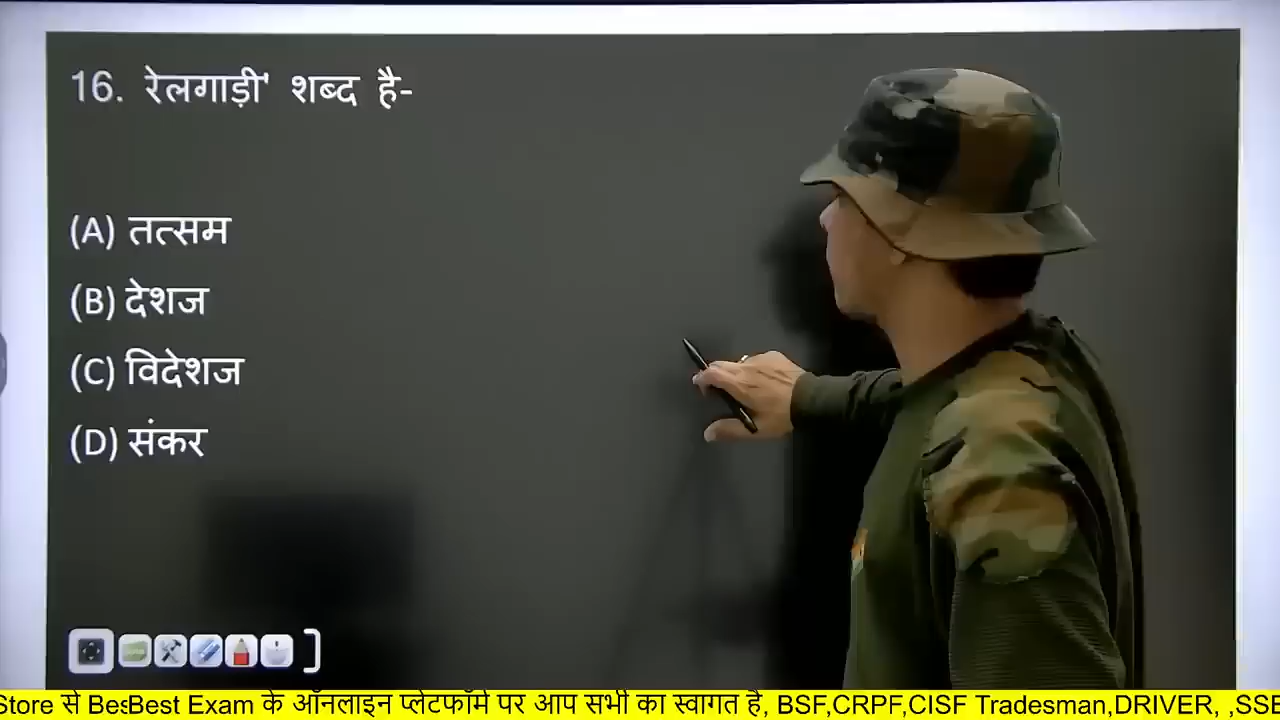 16. रेलगाड़ी' शब्द है-
(A) तत्सम
(B) देशज
(C) विदेशज
(D) संकर
Store से BesBest Exam के ऑनलाइन प्लेटफॉर्म पर आप सभी का स्वागत है, BSF,CRPF,CISF Tradesman,DRIVER, ,SSB